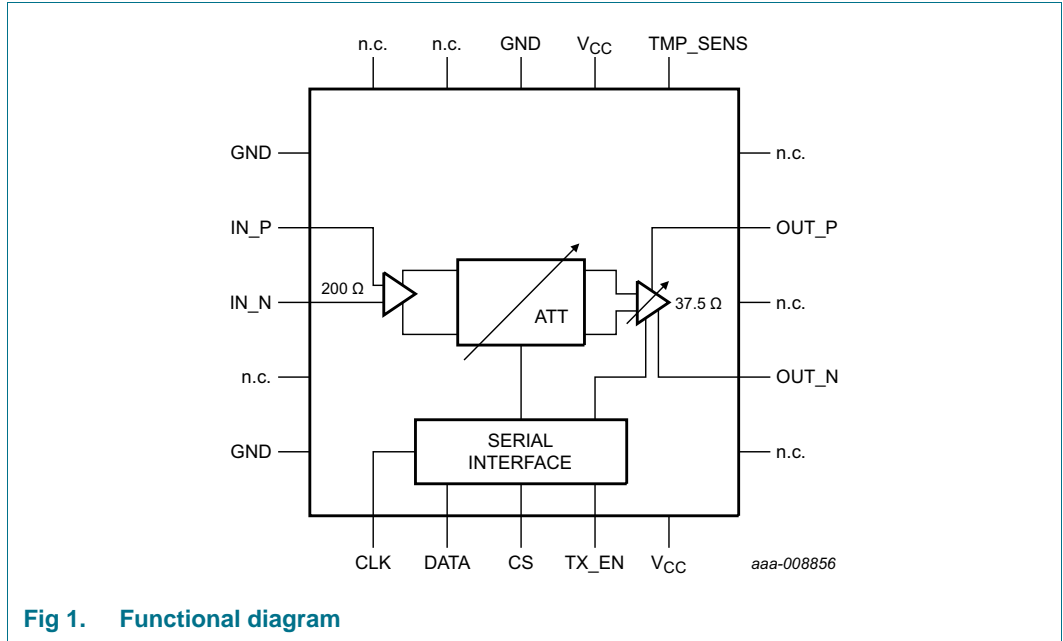 n.c. n.c. GND VCC TMP_SENS
GND n.c.
IN_P OUT_P
IN_N 200 Ω ATT 37.5 Ω n.c.
n.c. OUT_N
GND SERIAL INTERFACE n.c.
CLK DATA CS TX_EN VCC aaa-008856
Fig 1. Functional diagram